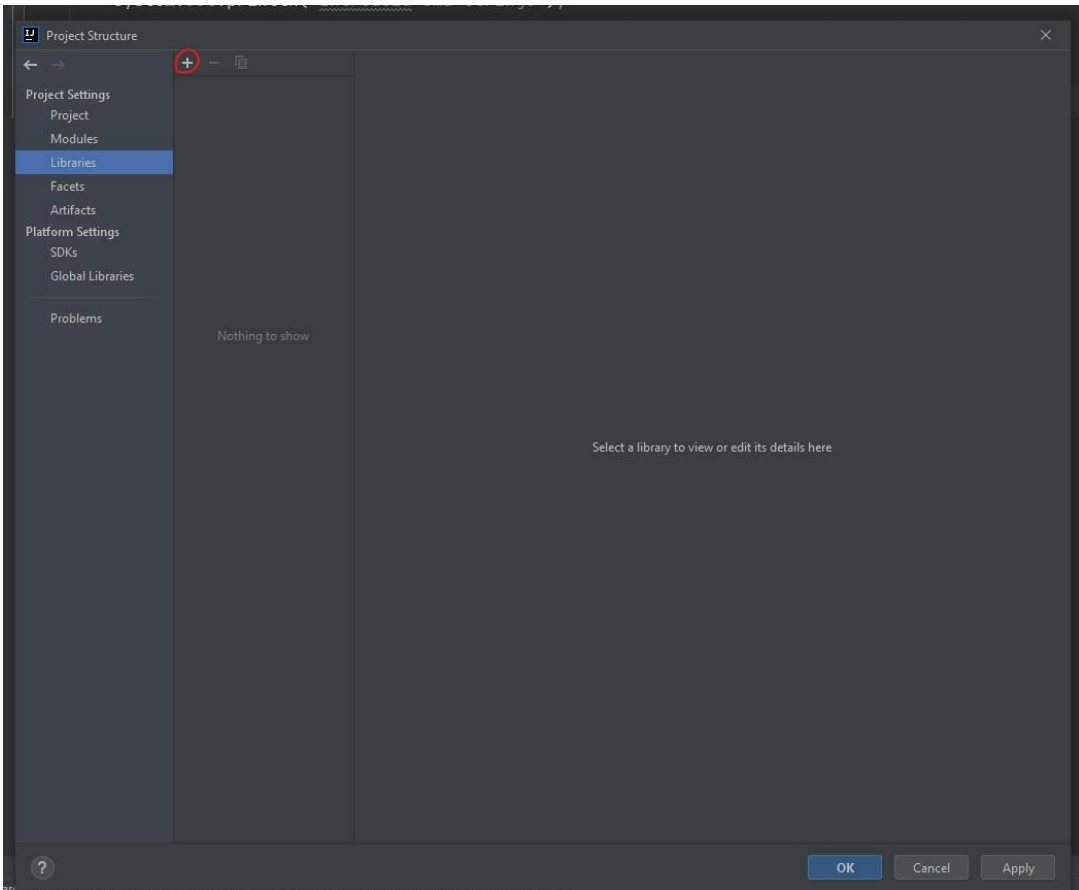 Project Structure
Project Settings
Project
Modules
Libraries
Facets
Artifacts
Platform Settings
SDKs
Global Libraries
Problems
Nothing to show
Select a library to view or edit its details here
?
OK
Cancel
Apply